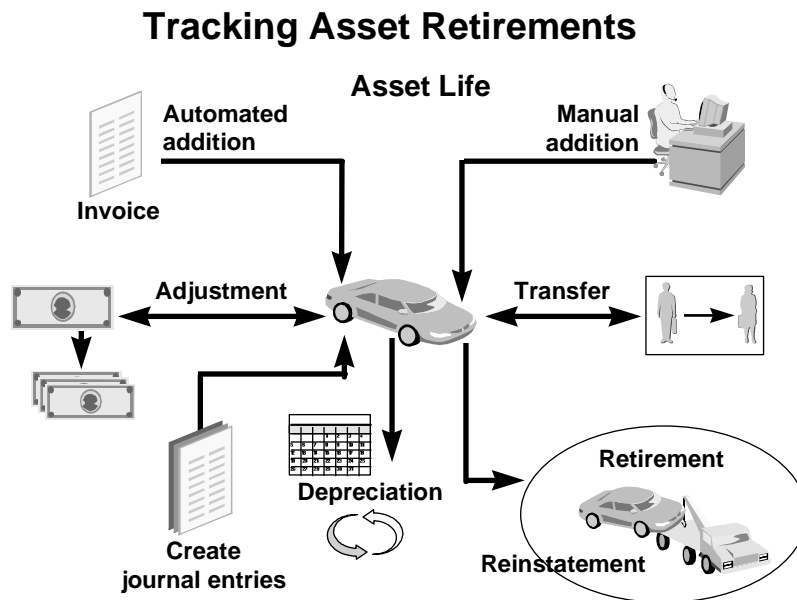 Tracking Asset Retirements
Asset Life
Automated
addition
Manual
addition
Invoice
Adjustment
Transfer
Depreciation
Create
journal entries
Retirement
Reinstatement